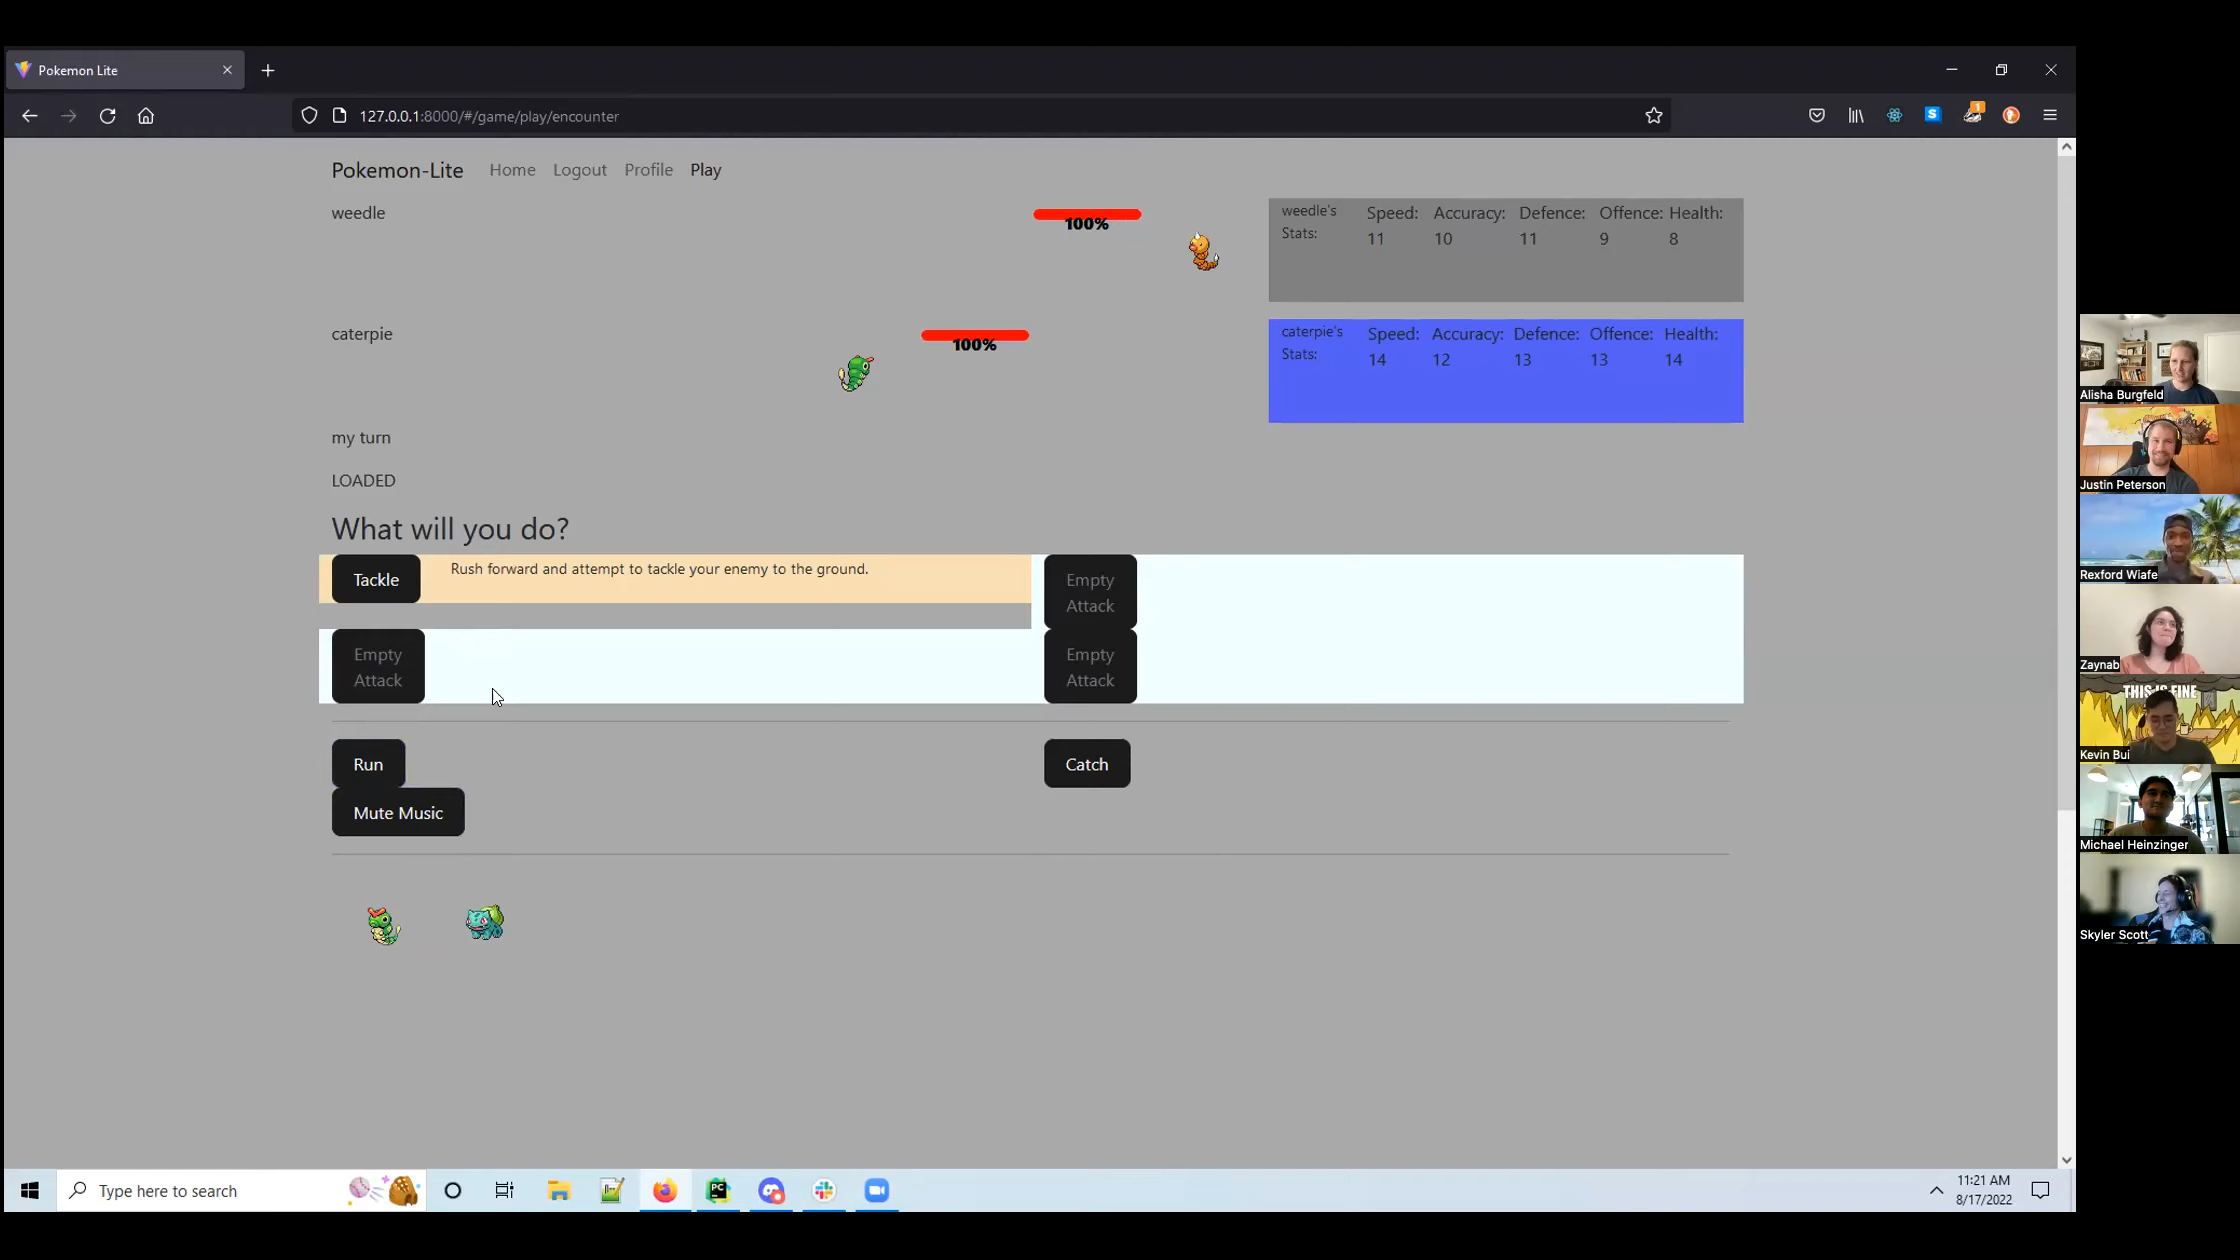 Pokemon Lite
127.0.0.1:8000/#/game/play/encounter
1
S
Pokemon-Lite Home Logout Profile Play
weedle
100%
weedle's Stats:
Speed: Accuracy: Defence: Offence: Health:
11 10 11 9 8
caterpie
100%
caterpie's Stats:
Speed: Accuracy: Defence: Offence: Health:
14 12 13 13 14
my turn
LOADED
What will you do?
Tackle
Rush forward and attempt to tackle your enemy to the ground.
Empty
Attack
Empty
Attack
Empty
Attack
Run
Catch
Mute Music
Alisha Burgfeld
Justin Peterson
Rexford Wiafe
Zaynab
THIS IS FINE
Kevin Bui
Michael Heinzinger
Skyler Scott
Type here to search
PC
11:21 AM
8/17/2022